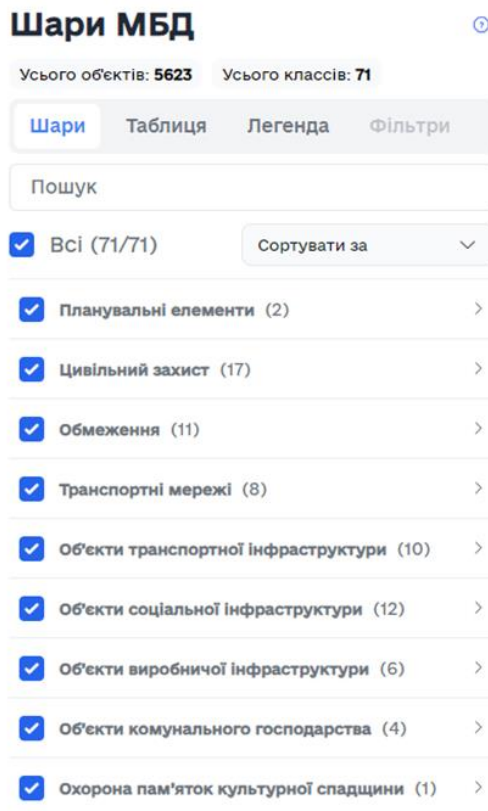 Шари МБД
?
Усього об'єктів: 5623 Усього классів: 71
Шари Таблиця Легенда Фільтри
Пошук
Всі (71/71) Сортувати за
Планувальні елементи (2)
Цивільний захист (17)
Обмеження (11)
Транспортні мережі (8)
Об'єкти транспортної інфраструктури (10)
Об'єкти соціальної інфраструктури (12)
Об'єкти виробничої інфраструктури (6)
Об'єкти комунального господарства (4)
Охорона пам'яток культурної спадщини (1)